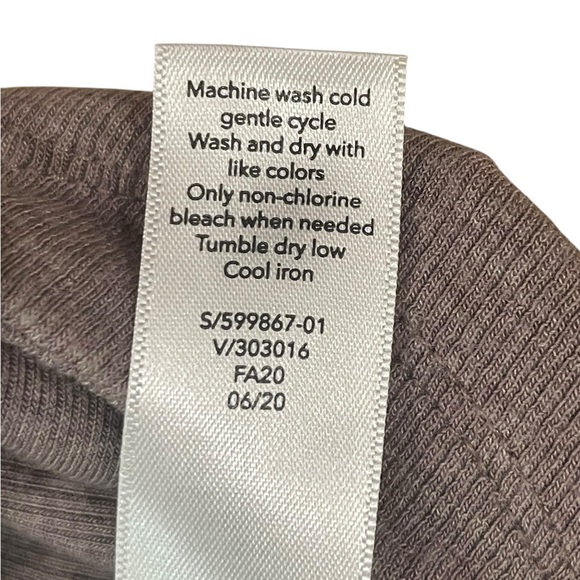 Machine wash cold
gentle cycle
Wash and dry with
like colors
Only non-chlorine
bleach when needed
Tumble dry low
Cool iron
S/599867-01
V/303016
FA20
06/20